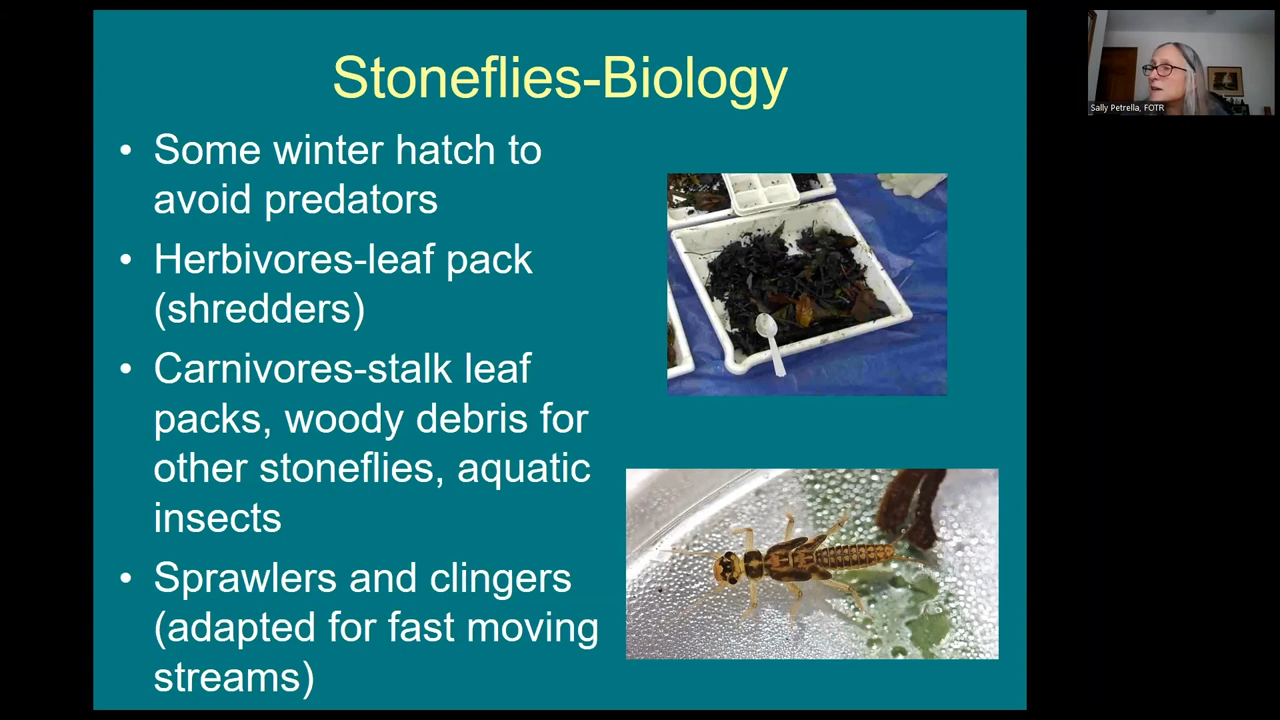 Stoneflies-Biology
• Some winter hatch to
avoid predators
• Herbivores-leaf pack
(shredders)
• Carnivores-stalk leaf
packs, woody debris for
other stoneflies, aquatic
insects
• Sprawlers and clingers
(adapted for fast moving
streams)
Sally Petrella, FOTR